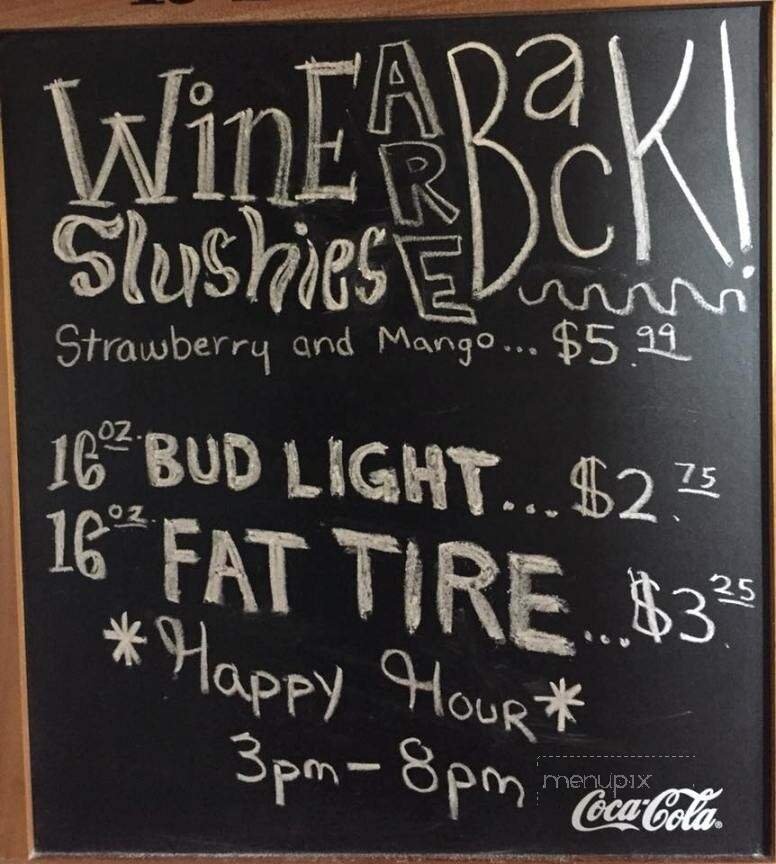 WinE ARE BacK!
Slushies
Strawberry and Mango... $5.99
16oz. BUD LIGHT... $2.75
16oz. FAT TIRE... $3.25
*Happy Hour*
3pm - 8pm
menupix
Coca-Cola®